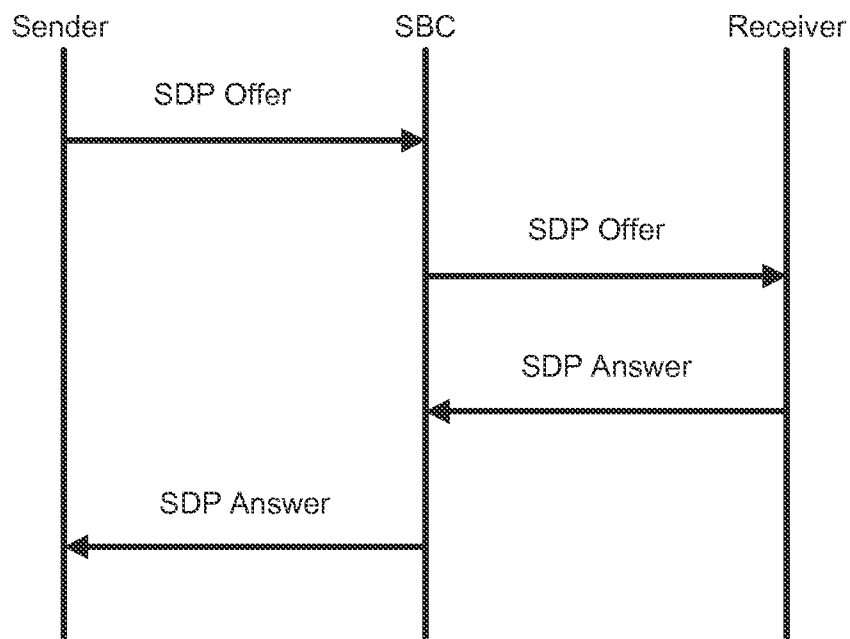 Sender
SBC
Receiver
SDP Offer
SDP Offer
SDP Answer
SDP Answer